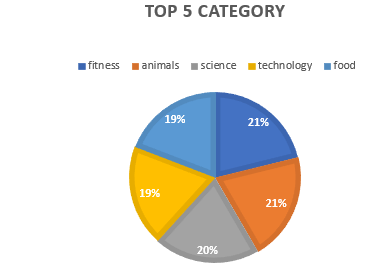 TOP 5 CATEGORY
fitness animals science technology food
19% 21%
19% 21%
20%